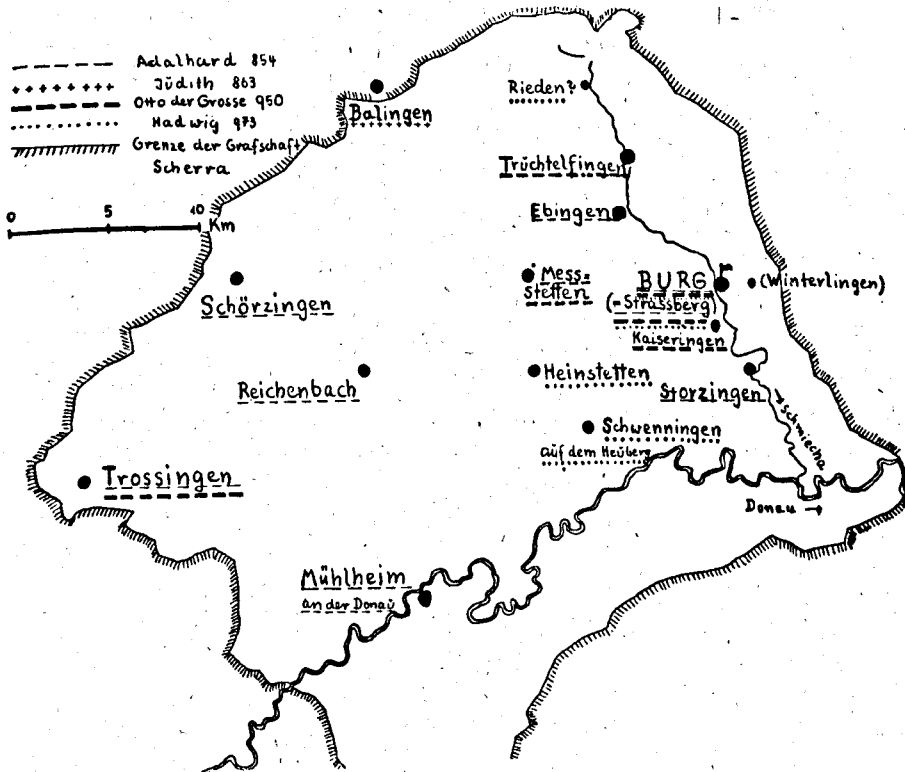 Adalhard 854
Judith 863
Otto der Grosse 950
Hadwig 973
Grenze der Grafschaft
Scherra
0 5 10 Km
Balingen
Rieden?
Trüchtelfingen
Ebingen
Mess=
stetten
BURG
(=Strassberg)
(Winterlingen)
Kaiseringen
Schörzingen
Reichenbach
Heinstetten
Storzingen
Schmiecha
Schwenningen
Auf dem Heuberg
Trossingen
Donau
Mühlheim
an der Donau